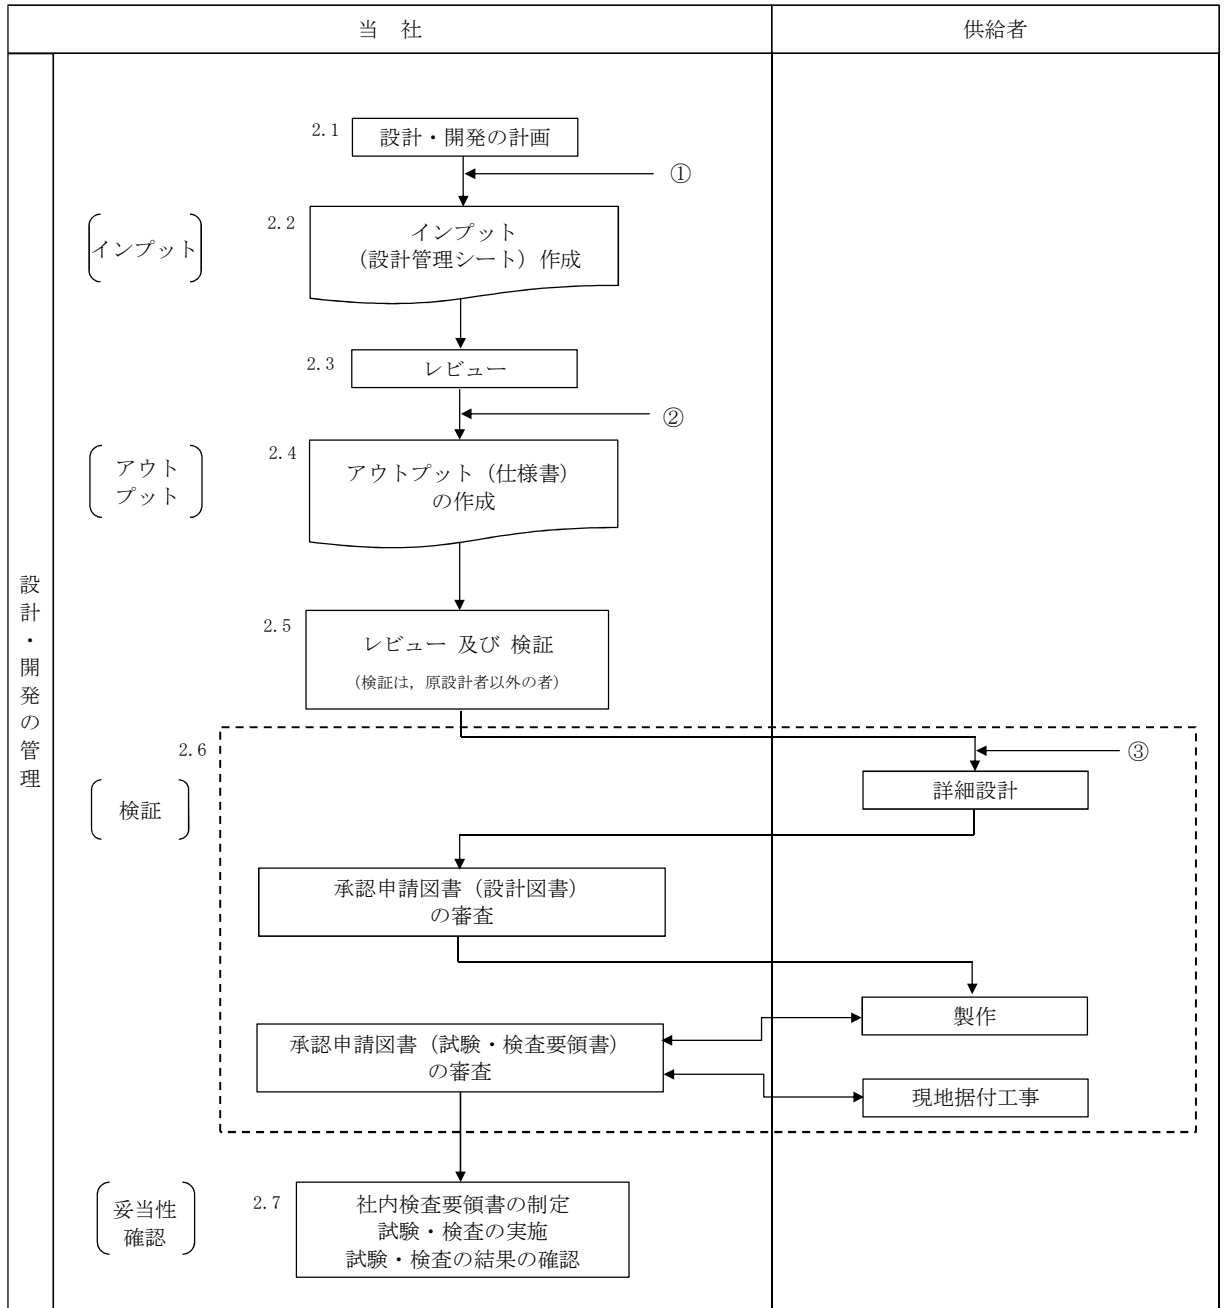 当 社
供給者
設計・開発の管理
2.1
設計・開発の計画
①
インプット
2.2
インプット
（設計管理シート）作成
2.3
レビュー
②
アウト
プット
2.4
アウトプット（仕様書）
の作成
2.5
レビュー 及び 検証
（検証は，原設計者以外の者）
2.6
③
検証
詳細設計
承認申請図書（設計図書）
の審査
製作
承認申請図書（試験・検査要領書）
の審査
現地据付工事
妥当性
確認
2.7
社内検査要領書の制定
試験・検査の実施
試験・検査の結果の確認